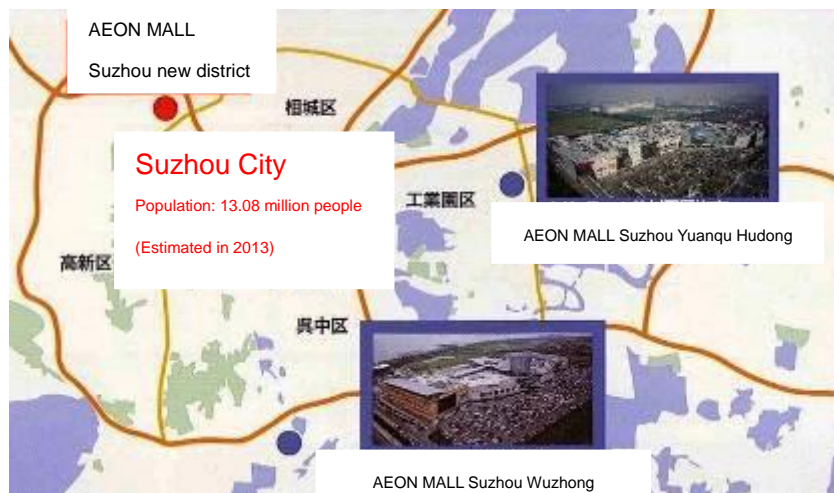 AEON MALL
Suzhou new district
相城区
Suzhou City
Population: 13.08 million people
(Estimated in 2013)
工業園区
AEON MALL Suzhou Yuanqu Hudong
高新区
呉中区
AEON MALL Suzhou Wuzhong